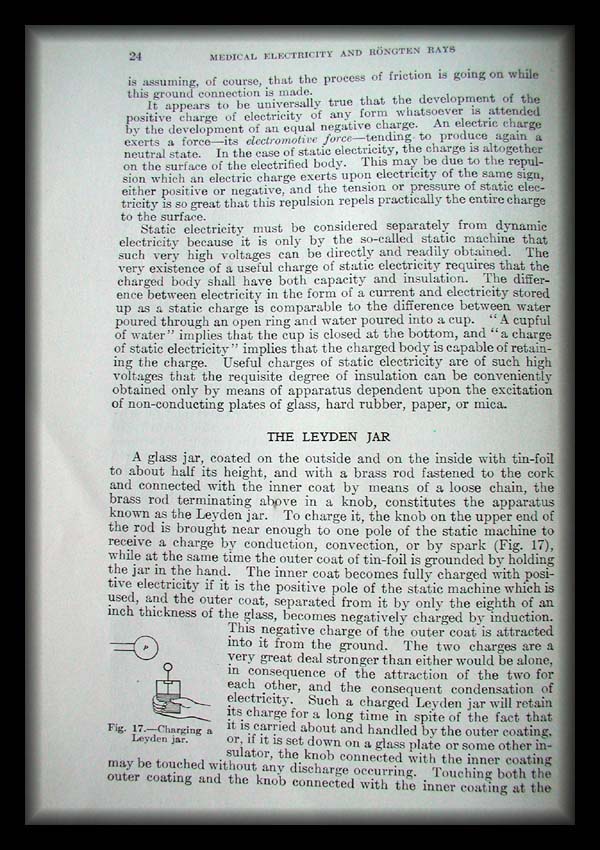 24 MEDICAL ELECTRICITY AND RÖNGTEN RAYS
is assuming, of course, that the process of friction is going on while
this ground connection is made.
It appears to be universally true that the development of the
positive charge of electricity of any form whatsoever is attended
by the development of an equal negative charge. An electric charge
exerts a force—its electromotive force—tending to produce again a
neutral state. In the case of static electricity, the charge is altogether
on the surface of the electrified body. This may be due to the repul-
sion which an electric charge exerts upon electricity of the same sign,
either positive or negative, and the tension or pressure of static elec-
tricity is so great that this repulsion repels practically the entire charge
to the surface.
Static electricity must be considered separately from dynamic
electricity because it is only by the so-called static machine that
such very high voltages can be directly and readily obtained. The
very existence of a useful charge of static electricity requires that the
charged body shall have both capacity and insulation. The differ-
ence between electricity in the form of a current and electricity stored
up as a static charge is comparable to the difference between water
poured through an open ring and water poured into a cup. "A cupful
of water" implies that the cup is closed at the bottom, and "a charge
of static electricity" implies that the charged body is capable of retain-
ing the charge. Useful charges of static electricity are of such high
voltages that the requisite degree of insulation can be conveniently
obtained only by means of apparatus dependent upon the excitation
of non-conducting plates of glass, hard rubber, paper, or mica.
THE LEYDEN JAR
A glass jar, coated on the outside and on the inside with tin-foil
to about half its height, and with a brass rod fastened to the cork
and connected with the inner coat by means of a loose chain, the
brass rod terminating above in a knob, constitutes the apparatus
known as the Leyden jar. To charge it, the knob on the upper end of
the rod is brought near enough to one pole of the static machine to
receive a charge by conduction, convection, or by spark (Fig. 17),
while at the same time the outer coat of tin-foil is grounded by holding
the jar in the hand. The inner coat becomes fully charged with posi-
tive electricity if it is the positive pole of the static machine which is
used, and the outer coat, separated from it by only the eighth of an
inch thickness of the glass, becomes negatively charged by induction.
This negative charge of the outer coat is attracted
into it from the ground. The two charges are a
very great deal stronger than either would be alone,
in consequence of the attraction of the two for
each other, and the consequent condensation of
electricity. Such a charged Leyden jar will retain
its charge for a long time in spite of the fact that
it is carried about and handled by the outer coating,
or, if it is set down on a glass plate or some other in-
sulator, the knob connected with the inner coating
may be touched without any discharge occurring. Touching both the
outer coating and the knob connected with the inner coating at the
P
Fig. 17.—Charging a
Leyden jar.